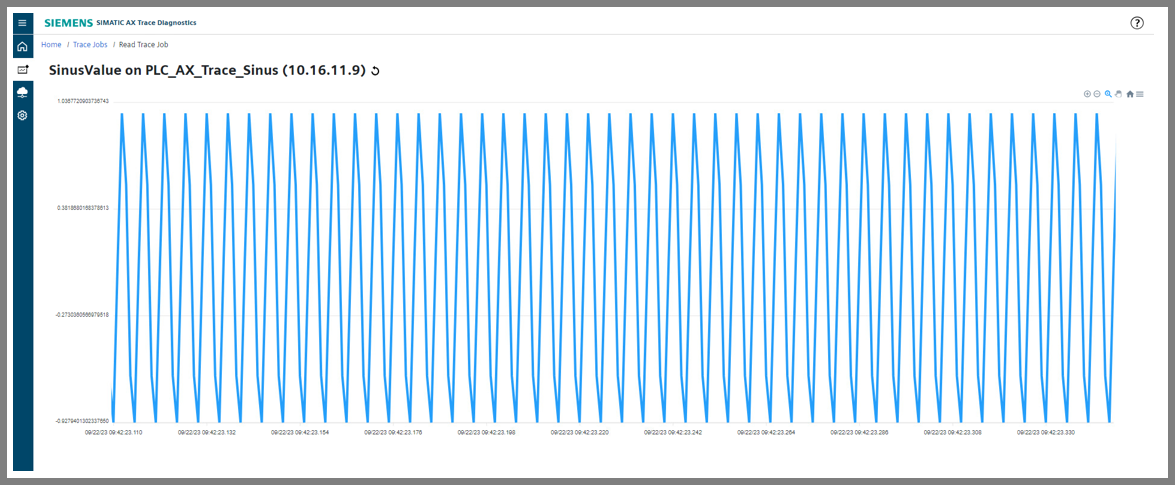 SIEMENS SIMATIC AX Trace Diagnostics
Home / Trace Jobs / Read Trace Job
SinusValue on PLC_AX_Trace_Sinus (10.16.11.9)
1.0367720903736743
0.3818680168378613
-0.2730360566979518
-0.9279401302337660
09/22/23 09:42:23.110 09/22/23 09:42:23.132 09/22/23 09:42:23.154 09/22/23 09:42:23.176 09/22/23 09:42:23.198 09/22/23 09:42:23.220 09/22/23 09:42:23.242 09/22/23 09:42:23.264 09/22/23 09:42:23.286 09/22/23 09:42:23.308 09/22/23 09:42:23.330